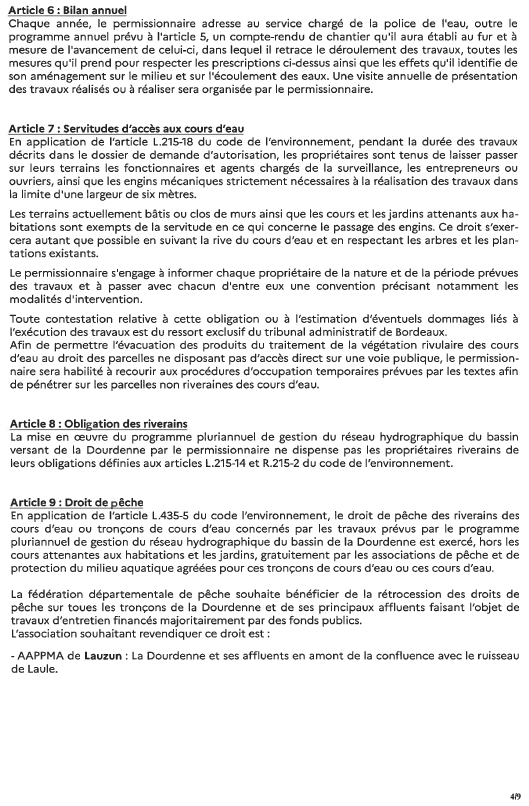 Article 6 : Bilan annuel
Chaque année, le permissionnaire adresse au service chargé de la police de l'eau, outre le
programme annuel prévu à l'article 5, un compte-rendu de chantier qu'il aura établi au fur et à
mesure de l'avancement de celui-ci, dans lequel il retrace le déroulement des travaux, toutes les
mesures qu'il prend pour respecter les prescriptions ci-dessus ainsi que les effets qu'il identifie de
son aménagement sur le milieu et sur l'écoulement des eaux. Une visite annuelle de présentation
des travaux réalisés ou à réaliser sera organisée par le permissionnaire.
Article 7 : Servitudes d'accès aux cours d'eau
En application de l'article L.215-18 du code de l'environnement, pendant la durée des travaux
décrits dans le dossier de demande d'autorisation, les propriétaires sont tenus de laisser passer
sur leurs terrains les fonctionnaires et agents chargés de la surveillance, les entrepreneurs ou
ouvriers, ainsi que les engins mécaniques strictement nécessaires à la réalisation des travaux dans
la limite d'une largeur de six mètres.
Les terrains actuellement bâtis ou clos de murs ainsi que les cours et les jardins attenants aux ha-
bitations sont exempts de la servitude en ce qui concerne le passage des engins. Ce droit s'exer-
cera autant que possible en suivant la rive du cours d'eau et en respectant les arbres et les plan-
tations existants.
Le permissionnaire s'engage à informer chaque propriétaire de la nature et de la période prévues
des travaux et à passer avec chacun d'entre eux une convention précisant notamment les
modalités d'intervention.
Toute contestation relative à cette obligation ou à l'estimation d'éventuels dommages liés à
l'exécution des travaux est du ressort exclusif du tribunal administratif de Bordeaux.
Afin de permettre l'évacuation des produits du traitement de la végétation rivulaire des cours
d'eau au droit des parcelles ne disposant pas d'accès direct sur une voie publique, le permission-
naire sera habilité à recourir aux procédures d'occupation temporaires prévues par les textes afin
de pénétrer sur les parcelles non riveraines des cours d'eau.
Article 8 : Obligation des riverains
La mise en œuvre du programme pluriannuel de gestion du réseau hydrographique du bassin
versant de la Dourdenne par le permissionnaire ne dispense pas les propriétaires riverains de
leurs obligations définies aux articles L.215-14 et R.215-2 du code de l'environnement.
Article 9 : Droit de pêche
En application de l'article L.435-5 du code l'environnement, le droit de pêche des riverains des
cours d'eau ou tronçons de cours d'eau concernés par les travaux prévus par le programme
pluriannuel de gestion du réseau hydrographique du bassin de la Dourdenne est exercé, hors les
cours attenantes aux habitations et les jardins, gratuitement par les associations de pêche et de
protection du milieu aquatique agréées pour ces tronçons de cours d'eau ou ces cours d'eau.
La fédération départementale de pêche souhaite bénéficier de la rétrocession des droits de
pêche sur toues les tronçons de la Dourdenne et de ses principaux affluents faisant l'objet de
travaux d'entretien financés majoritairement par des fonds publics.
L'association souhaitant revendiquer ce droit est :
- AAPPMA de Lauzun : La Dourdenne et ses affluents en amont de la confluence avec le ruisseau
de Laule.
4/9